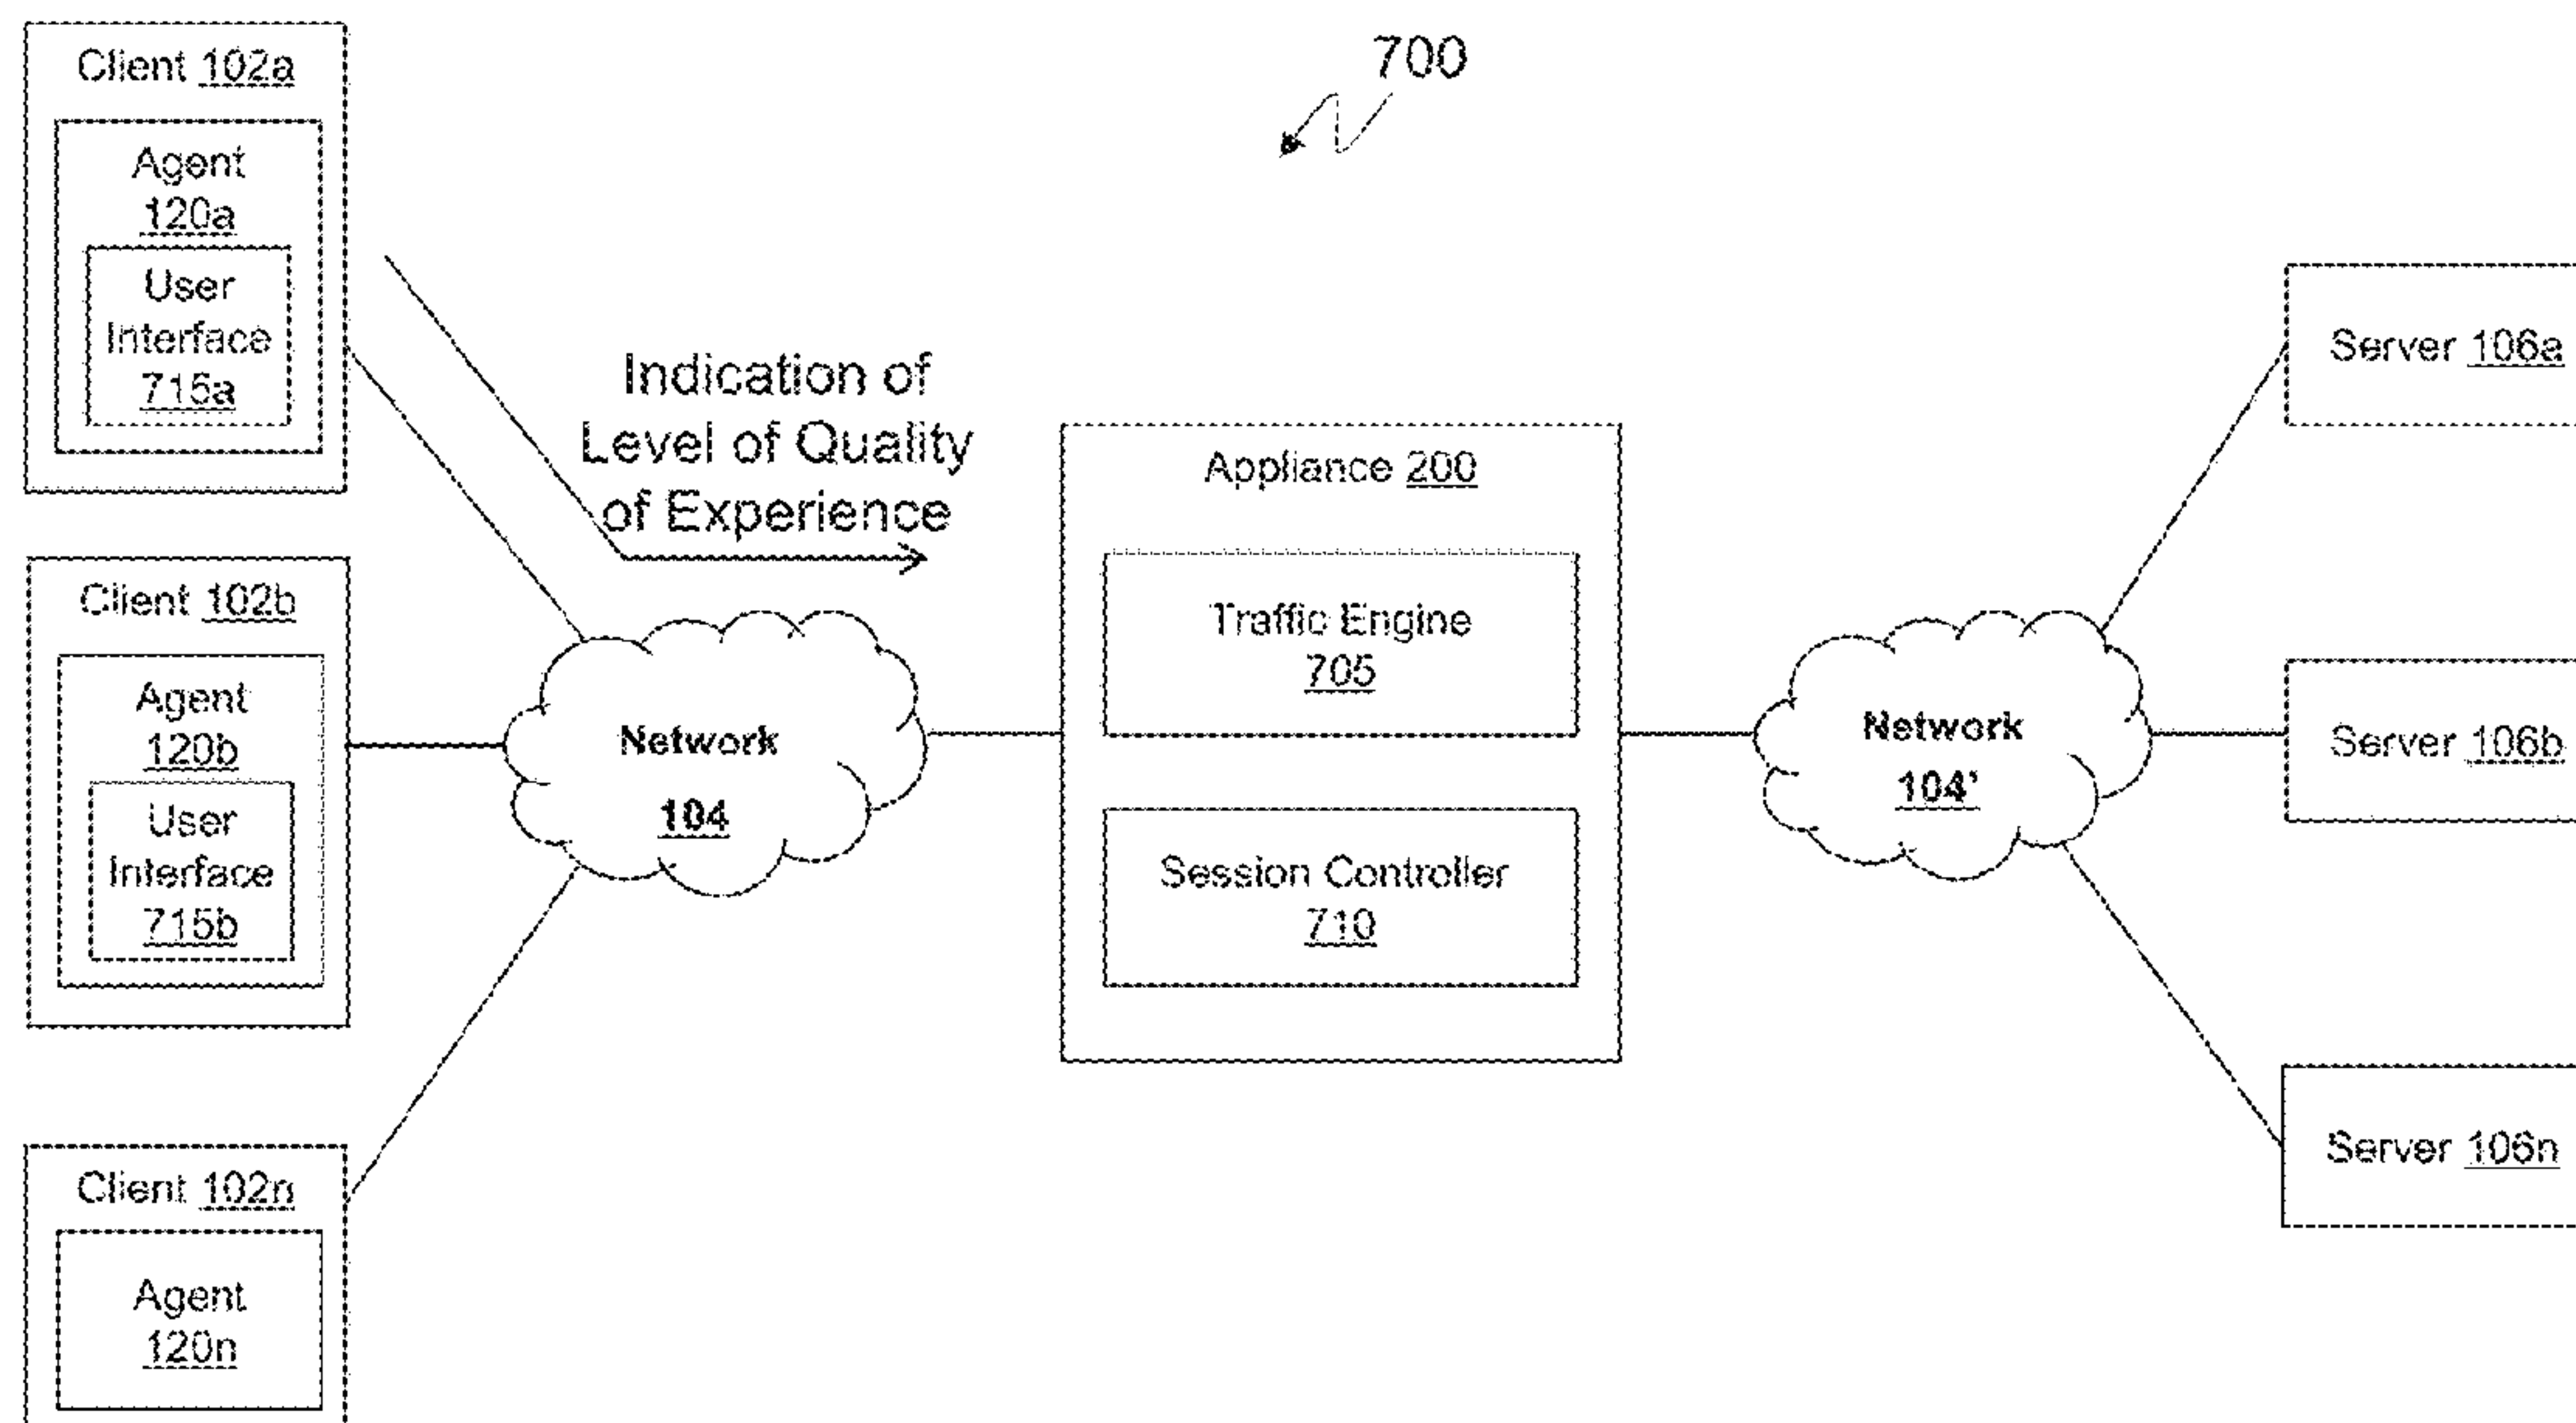 700
Client 102a
Agent
120a
User
Interface
715a
Indication of
Level of Quality
of Experience
Client 102b
Agent
120b
User
Interface
715b
Client 102n
Agent
120n
Network
104
Appliance 200
Traffic Engine
705
Session Controller
710
Network
104'
Server 106a
Server 106b
Server 106n